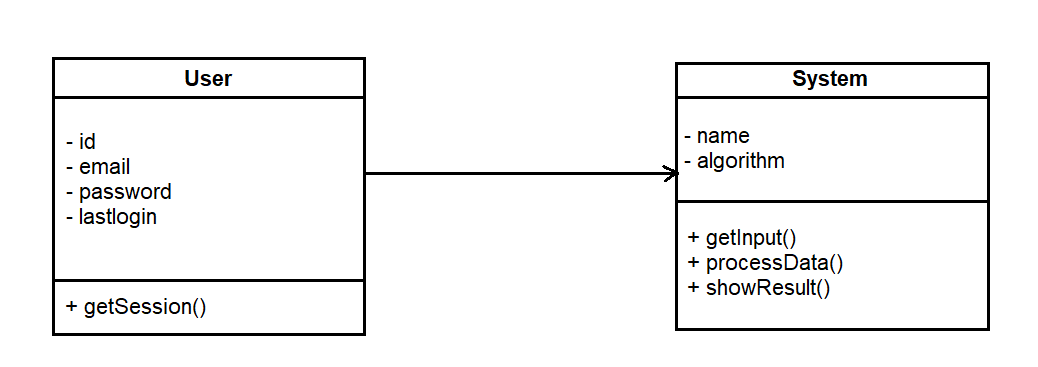 User
- id
- email
- password
- lastlogin
+ getSession()
System
- name
- algorithm
+ getInput()
+ processData()
+ showResult()